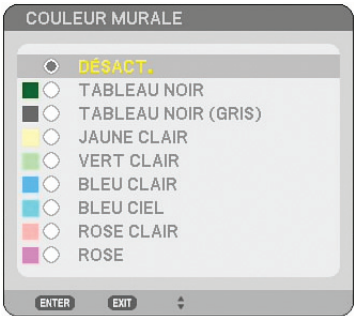 COULEUR MURALE
DÉSACT.
TABLEAU NOIR
TABLEAU NOIR (GRIS)
JAUNE CLAIR
VERT CLAIR
BLEU CLAIR
BLEU CIEL
ROSE CLAIR
ROSE
ENTER EXIT